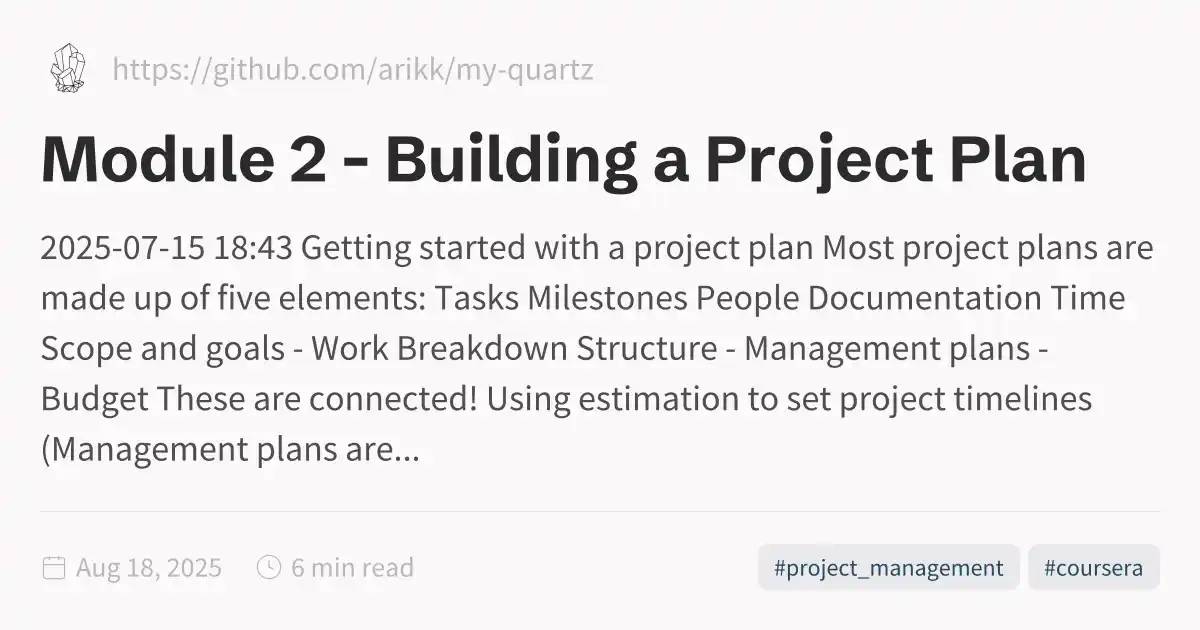 https://github.com/arikk/my-quartz
Module 2 - Building a Project Plan
2025-07-15 18:43 Getting started with a project plan Most project plans are
made up of five elements: Tasks Milestones People Documentation Time
Scope and goals - Work Breakdown Structure - Management plans -
Budget These are connected! Using estimation to set project timelines
(Management plans are...
Aug 18, 2025 6 min read #project_management #coursera